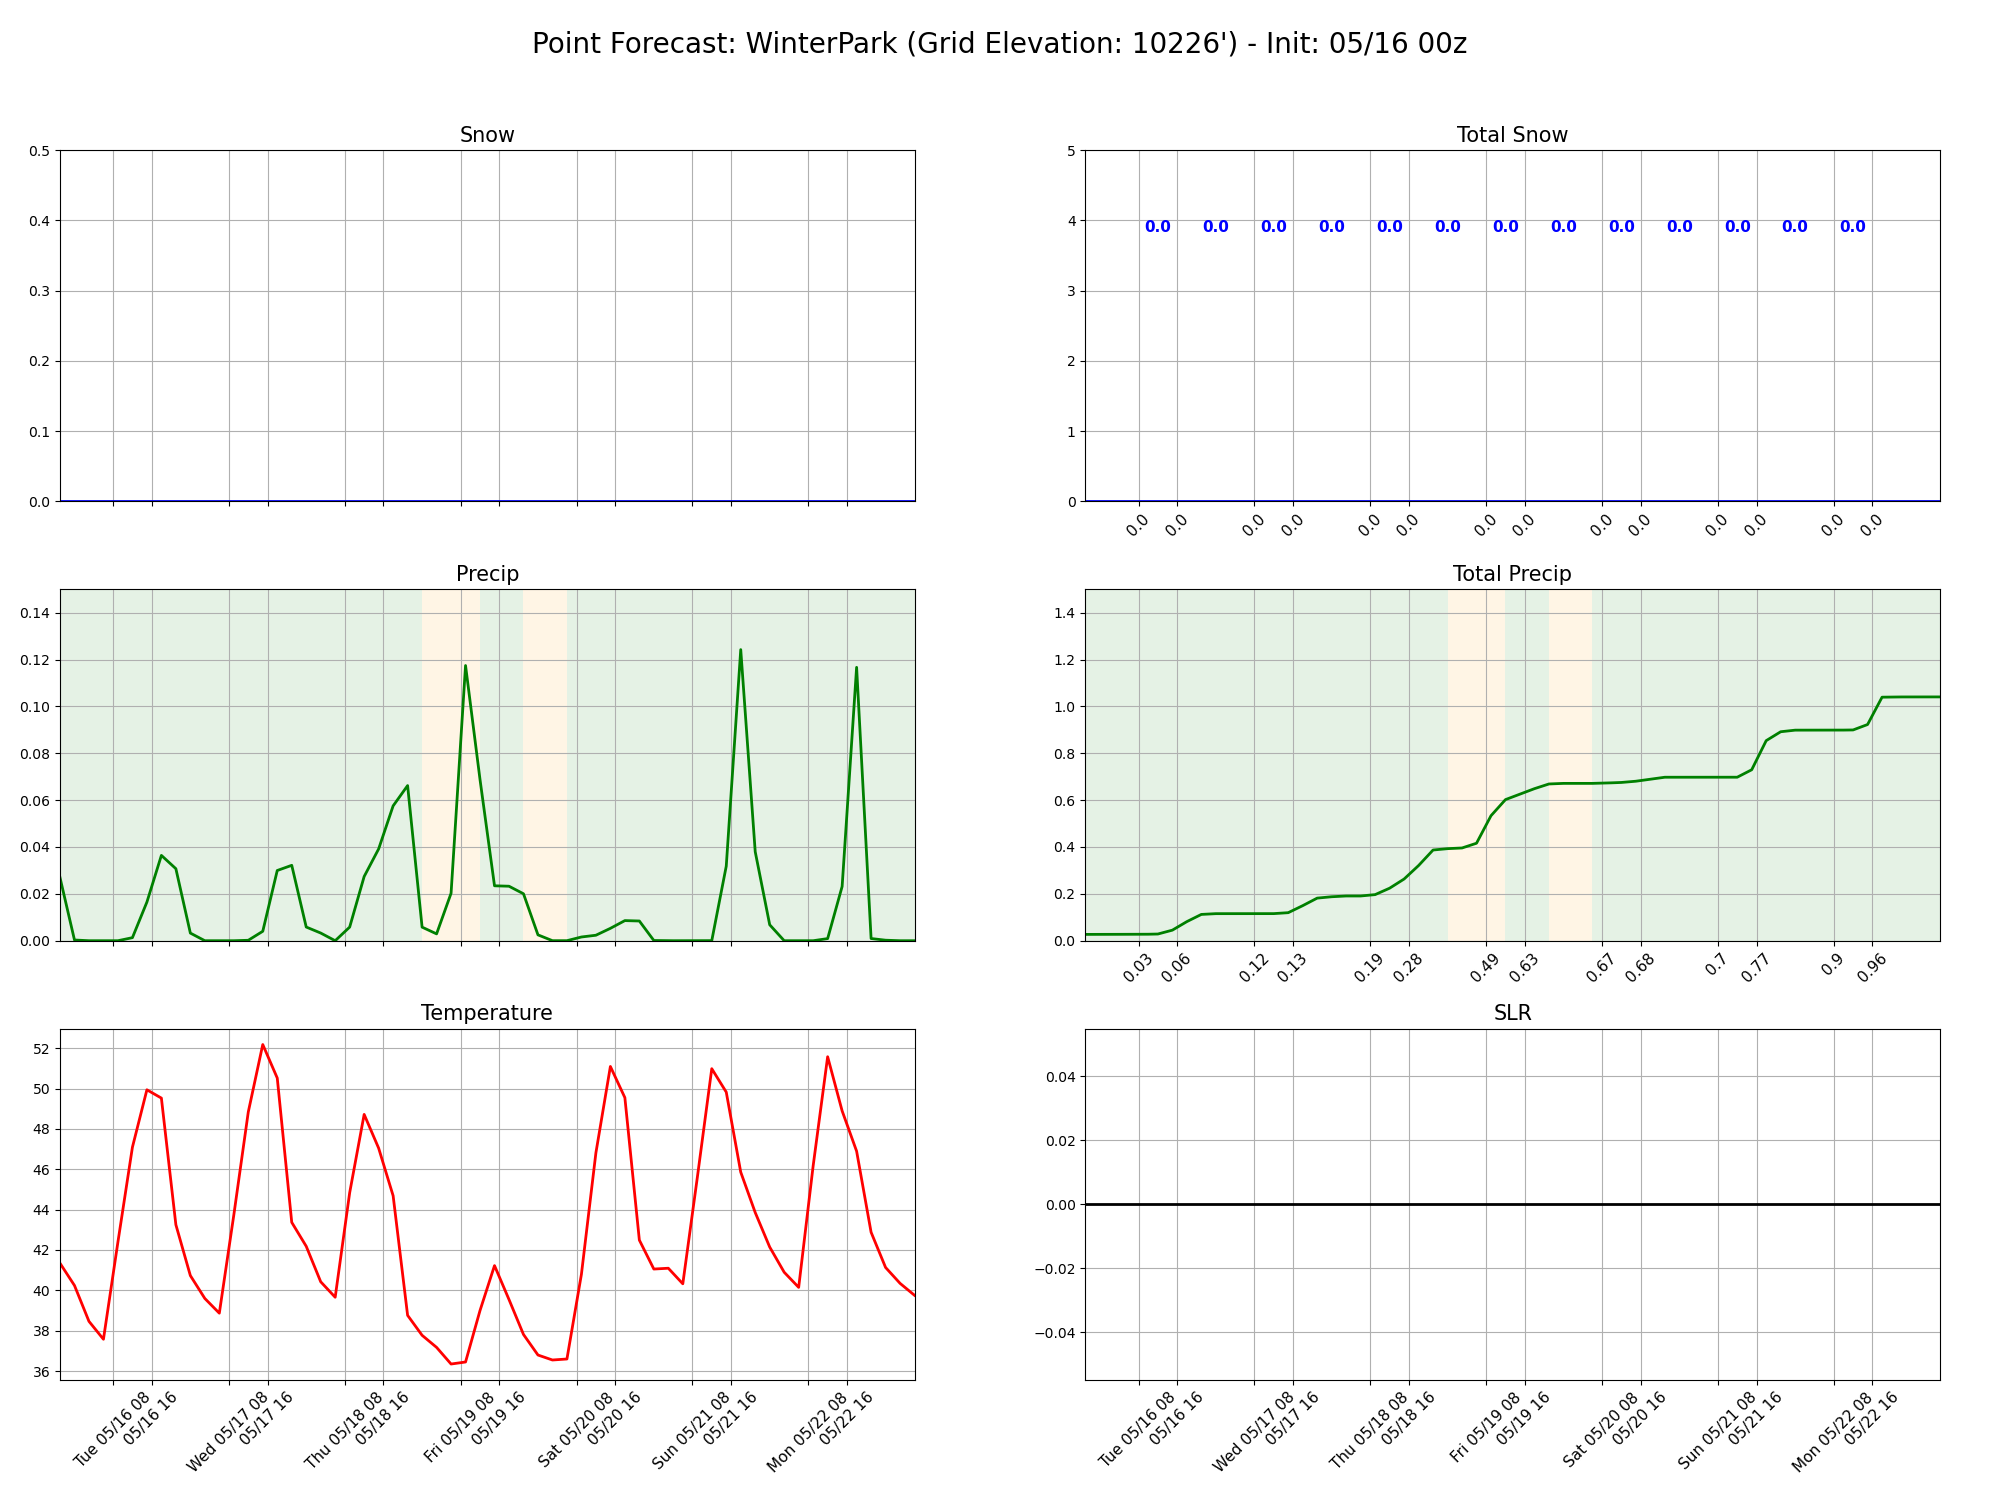 Point Forecast: WinterPark (Grid Elevation: 10226') - Init: 05/16 00z
Snow
0.5
0.4
0.3
0.2
0.1
0.0
Total Snow
5
4
3
2
1
0
0.0 0.0 0.0 0.0 0.0 0.0 0.0 0.0 0.0 0.0 0.0 0.0 0.0
0.0 0.0 0.0 0.0 0.0 0.0 0.0 0.0 0.0 0.0 0.0 0.0 0.0 0.0
Precip
0.14
0.12
0.10
0.08
0.06
0.04
0.02
0.00
Total Precip
1.4
1.2
1.0
0.8
0.6
0.4
0.2
0.0
0.03 0.06 0.12 0.13 0.19 0.28 0.49 0.63 0.67 0.68 0.7 0.77 0.9 0.96
Temperature
52
50
48
46
44
42
40
38
36
Tue 05/16 08
05/16 16
Wed 05/17 08
05/17 16
Thu 05/18 08
05/18 16
Fri 05/19 08
05/19 16
Sat 05/20 08
05/20 16
Sun 05/21 08
05/21 16
Mon 05/22 08
05/22 16
SLR
0.04
0.02
0.00
−0.02
−0.04
Tue 05/16 08
05/16 16
Wed 05/17 08
05/17 16
Thu 05/18 08
05/18 16
Fri 05/19 08
05/19 16
Sat 05/20 08
05/20 16
Sun 05/21 08
05/21 16
Mon 05/22 08
05/22 16